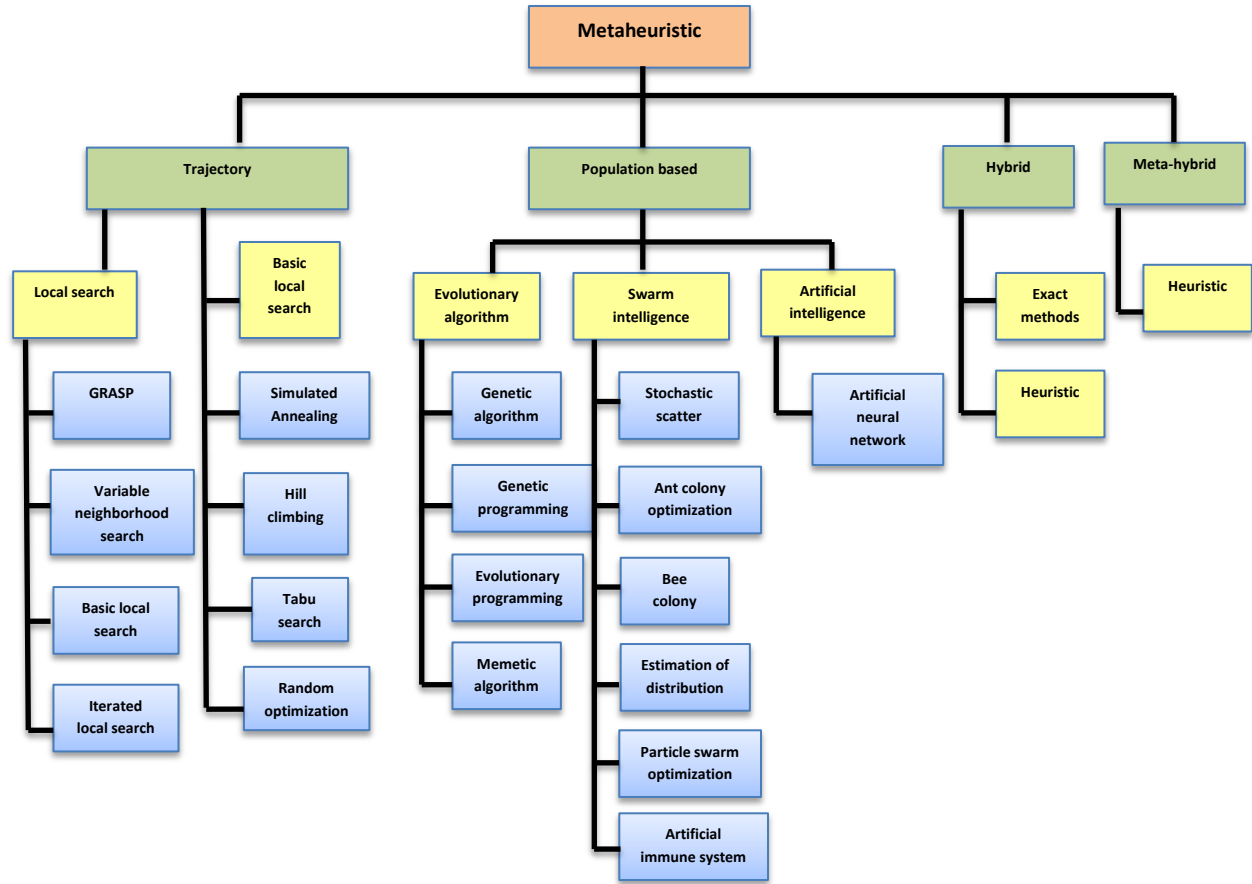 Metaheuristic
Trajectory
Population based
Hybrid
Meta-hybrid
Local search
Basic
local
search
Evolutionary
algorithm
Swarm
intelligence
Artificial
intelligence
Exact
methods
Heuristic
Heuristic
GRASP
Variable
neighborhood
search
Basic local
search
Iterated
local search
Simulated
Annealing
Hill
climbing
Tabu
search
Random
optimization
Genetic
algorithm
Genetic
programming
Evolutionary
programming
Memetic
algorithm
Stochastic
scatter
Ant colony
optimization
Bee
colony
Estimation of
distribution
Particle swarm
optimization
Artificial
immune system
Artificial
neural
network